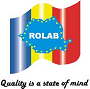 ROLAB
Quality is a state of mind